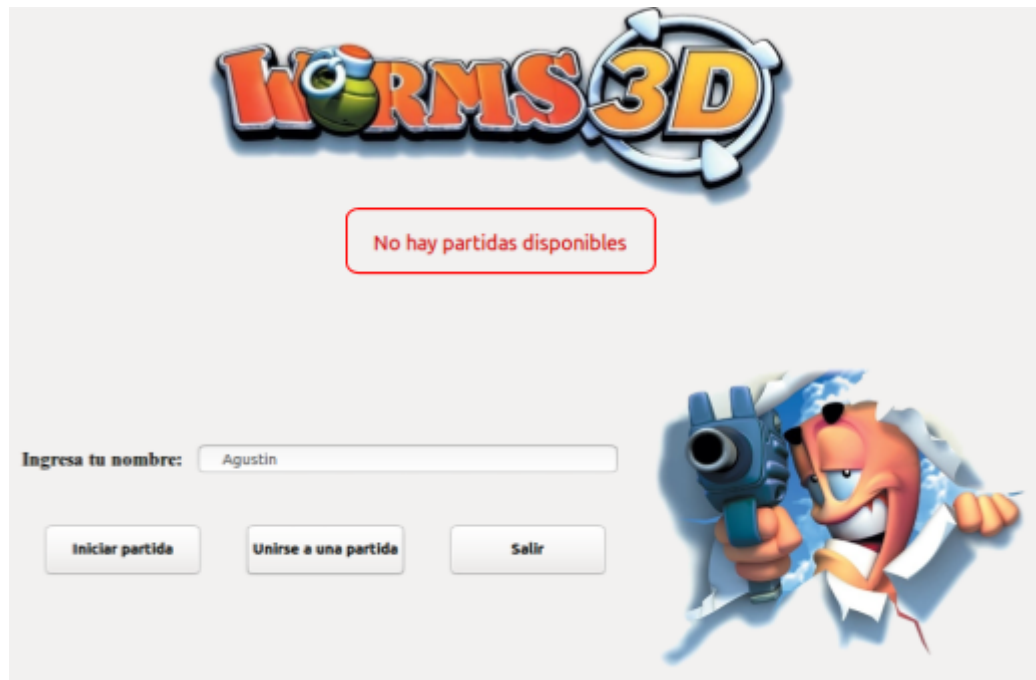 WORMS 3D
No hay partidas disponibles
Ingresa tu nombre: Agustin
Iniciar partida Unirse a una partida Salir